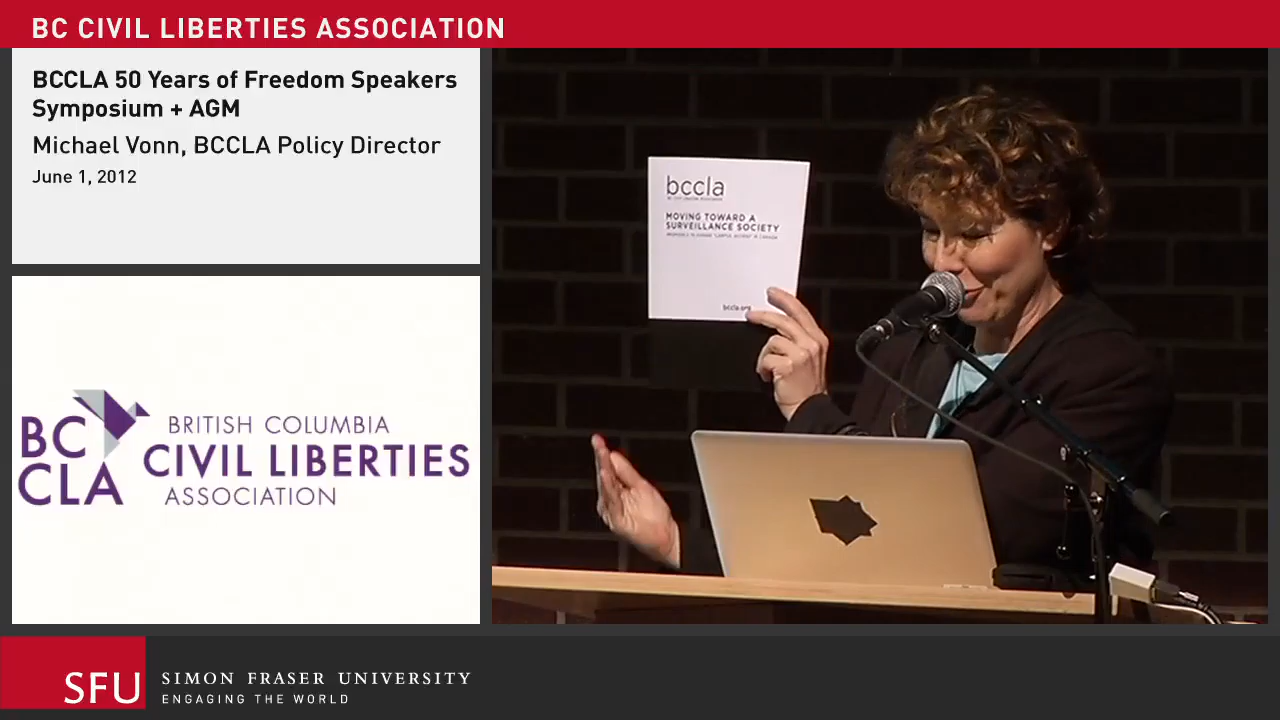 BC CIVIL LIBERTIES ASSOCIATION
BCCLA 50 Years of Freedom Speakers
Symposium + AGM
Michael Vonn, BCCLA Policy Director
June 1, 2012
BC
CLA
BRITISH COLUMBIA
CIVIL LIBERTIES
ASSOCIATION
bccla
MOVING TOWARD A
SURVEILLANCE SOCIETY
bccla.org
SFU
SIMON FRASER UNIVERSITY
ENGAGING THE WORLD